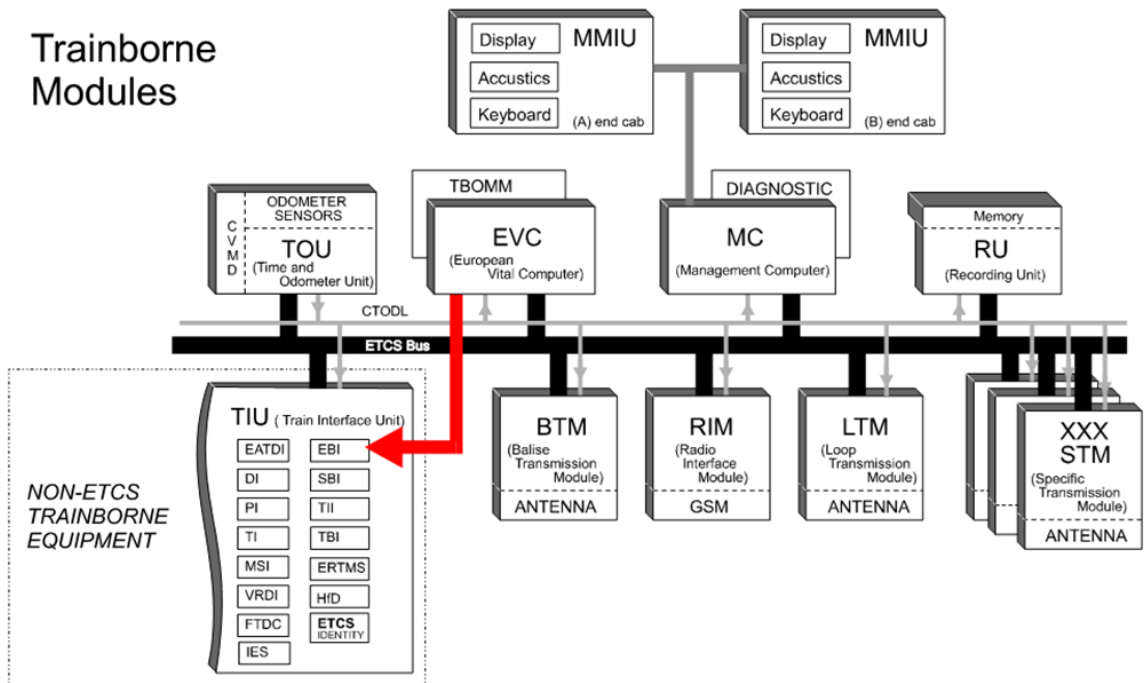 Trainborne
Modules
Display
MMIU
Accustics
Keyboard
(A) end cab
Display
MMIU
Accustics
Keyboard
(B) end cab
CVMD
ODOMETER
SENSORS
TOU
(Time and
Odometer Unit)
TBOMM
EVC
(European
Vital Computer)
DIAGNOSTIC
MC
(Management Computer)
Memory
RU
(Recording Unit)
CTODL
ETCS Bus
NON-ETCS
TRAINBORNE
EQUIPMENT
TIU ( Train Interface Unit)
EATDI
EBI
DI
SBI
PI
TII
TI
TBI
MSI
ERTMS
VRDI
HfD
FTDC
ETCS
IDENTITY
IES
BTM
(Balise
Transmission
Module)
ANTENNA
RIM
(Radio
Interface
Module)
GSM
LTM
(Loop
Transmission
Module)
ANTENNA
XXX
STM
(Specific
Transmission
Module)
ANTENNA